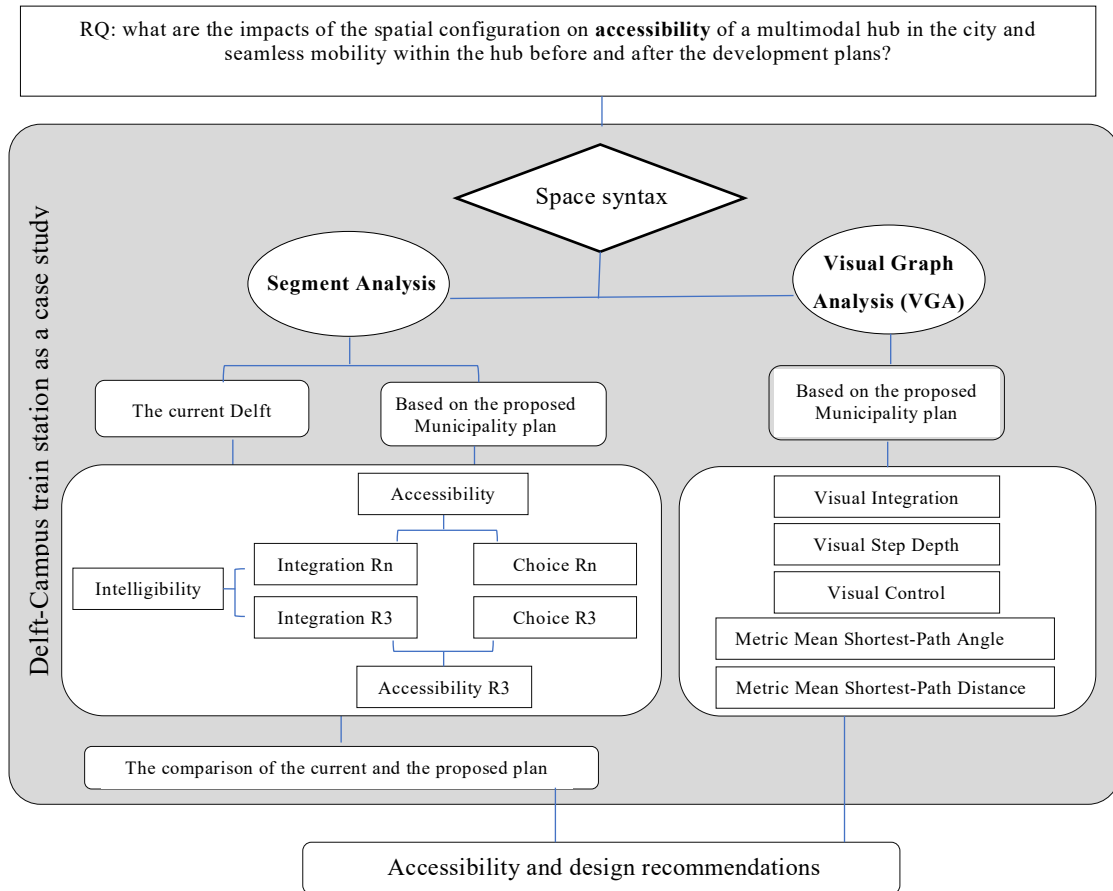 RQ: what are the impacts of the spatial configuration on accessibility of a multimodal hub in the city and
seamless mobility within the hub before and after the development plans?
Delft-Campus train station as a case study
Space syntax
Segment Analysis
Visual Graph
Analysis (VGA)
The current Delft
Based on the proposed
Municipality plan
Based on the proposed
Municipality plan
Accessibility
Integration Rn
Choice Rn
Intelligibility
Integration R3
Choice R3
Accessibility R3
Visual Integration
Visual Step Depth
Visual Control
Metric Mean Shortest-Path Angle
Metric Mean Shortest-Path Distance
The comparison of the current and the proposed plan
Accessibility and design recommendations